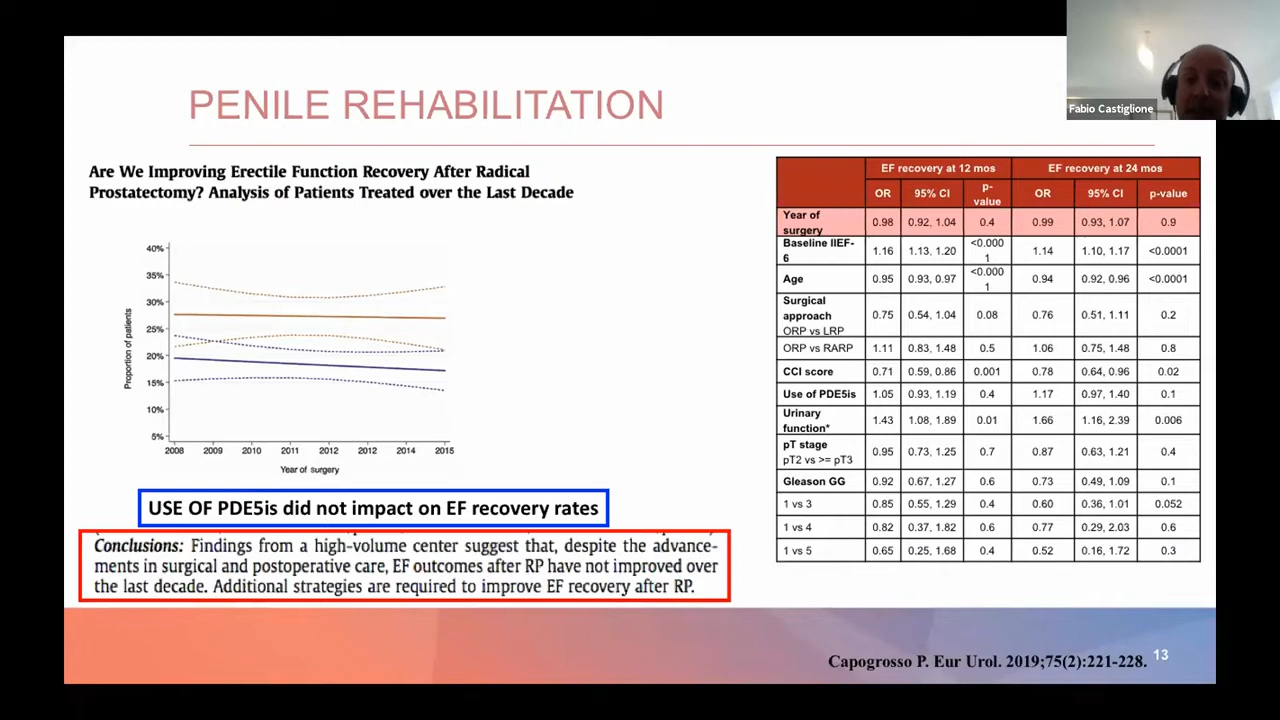 Fabio Castiglione
PENILE REHABILITATION
Are We Improving Erectile Function Recovery After Radical
Prostatectomy? Analysis of Patients Treated over the Last Decade
Proportion of patients
40%
35%
30%
25%
20%
15%
10%
5%
2008 2009 2010 2011 2012 2012 2014 2015
Year of surgery
USE OF PDE5is did not impact on EF recovery rates
Conclusions: Findings from a high-volume center suggest that, despite the advance-
ments in surgical and postoperative care, EF outcomes after RP have not improved over
the last decade. Additional strategies are required to improve EF recovery after RP.
EF recovery at 12 mos EF recovery at 24 mos
OR 95% CI p-value OR 95% CI p-value
Year of surgery 0.98 0.92, 1.04 0.4 0.99 0.93, 1.07 0.9
Baseline IIEF-6 1.16 1.13, 1.20 <0.0001 1.14 1.10, 1.17 <0.0001
Age 0.95 0.93, 0.97 <0.0001 0.94 0.92, 0.96 <0.0001
Surgical approach
ORP vs LRP 0.75 0.54, 1.04 0.08 0.76 0.51, 1.11 0.2
ORP vs RARP 1.11 0.83, 1.48 0.5 1.06 0.75, 1.48 0.8
CCI score 0.71 0.59, 0.86 0.001 0.78 0.64, 0.96 0.02
Use of PDE5is 1.05 0.93, 1.19 0.4 1.17 0.97, 1.40 0.1
Urinary function* 1.43 1.08, 1.89 0.01 1.66 1.16, 2.39 0.006
pT stage
pT2 vs >= pT3 0.95 0.73, 1.25 0.7 0.87 0.63, 1.21 0.4
Gleason GG 0.92 0.67, 1.27 0.6 0.73 0.49, 1.09 0.1
1 vs 3 0.85 0.55, 1.29 0.4 0.60 0.36, 1.01 0.052
1 vs 4 0.82 0.37, 1.82 0.6 0.77 0.29, 2.03 0.6
1 vs 5 0.65 0.25, 1.68 0.4 0.52 0.16, 1.72 0.3
Capogrosso P. Eur Urol. 2019;75(2):221-228.
13